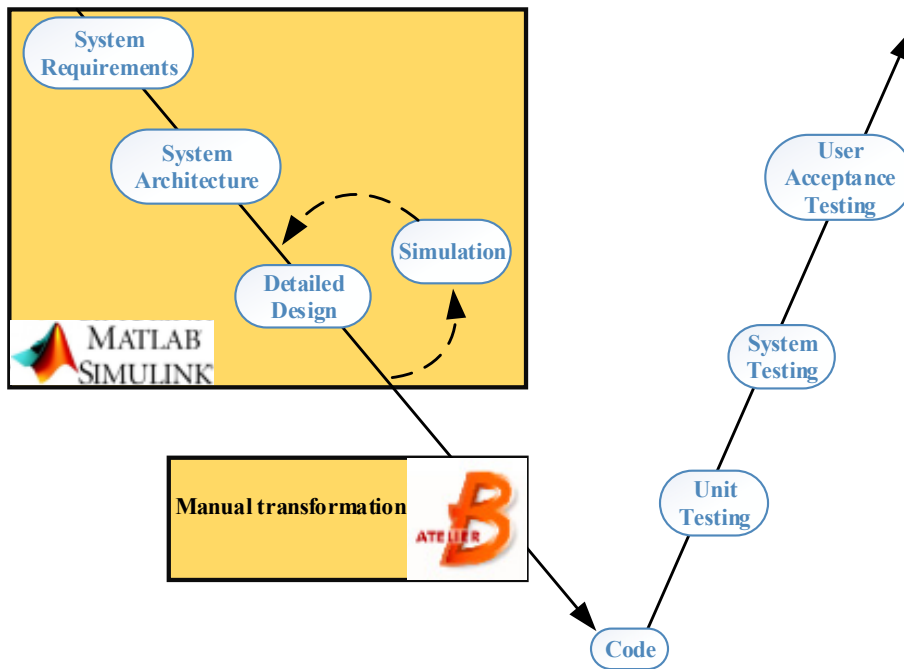 System
Requirements
System
Architecture
Simulation
Detailed
Design
MATLAB
SIMULINK
Manual transformation
ATELIER B
Code
Unit
Testing
System
Testing
User
Acceptance
Testing